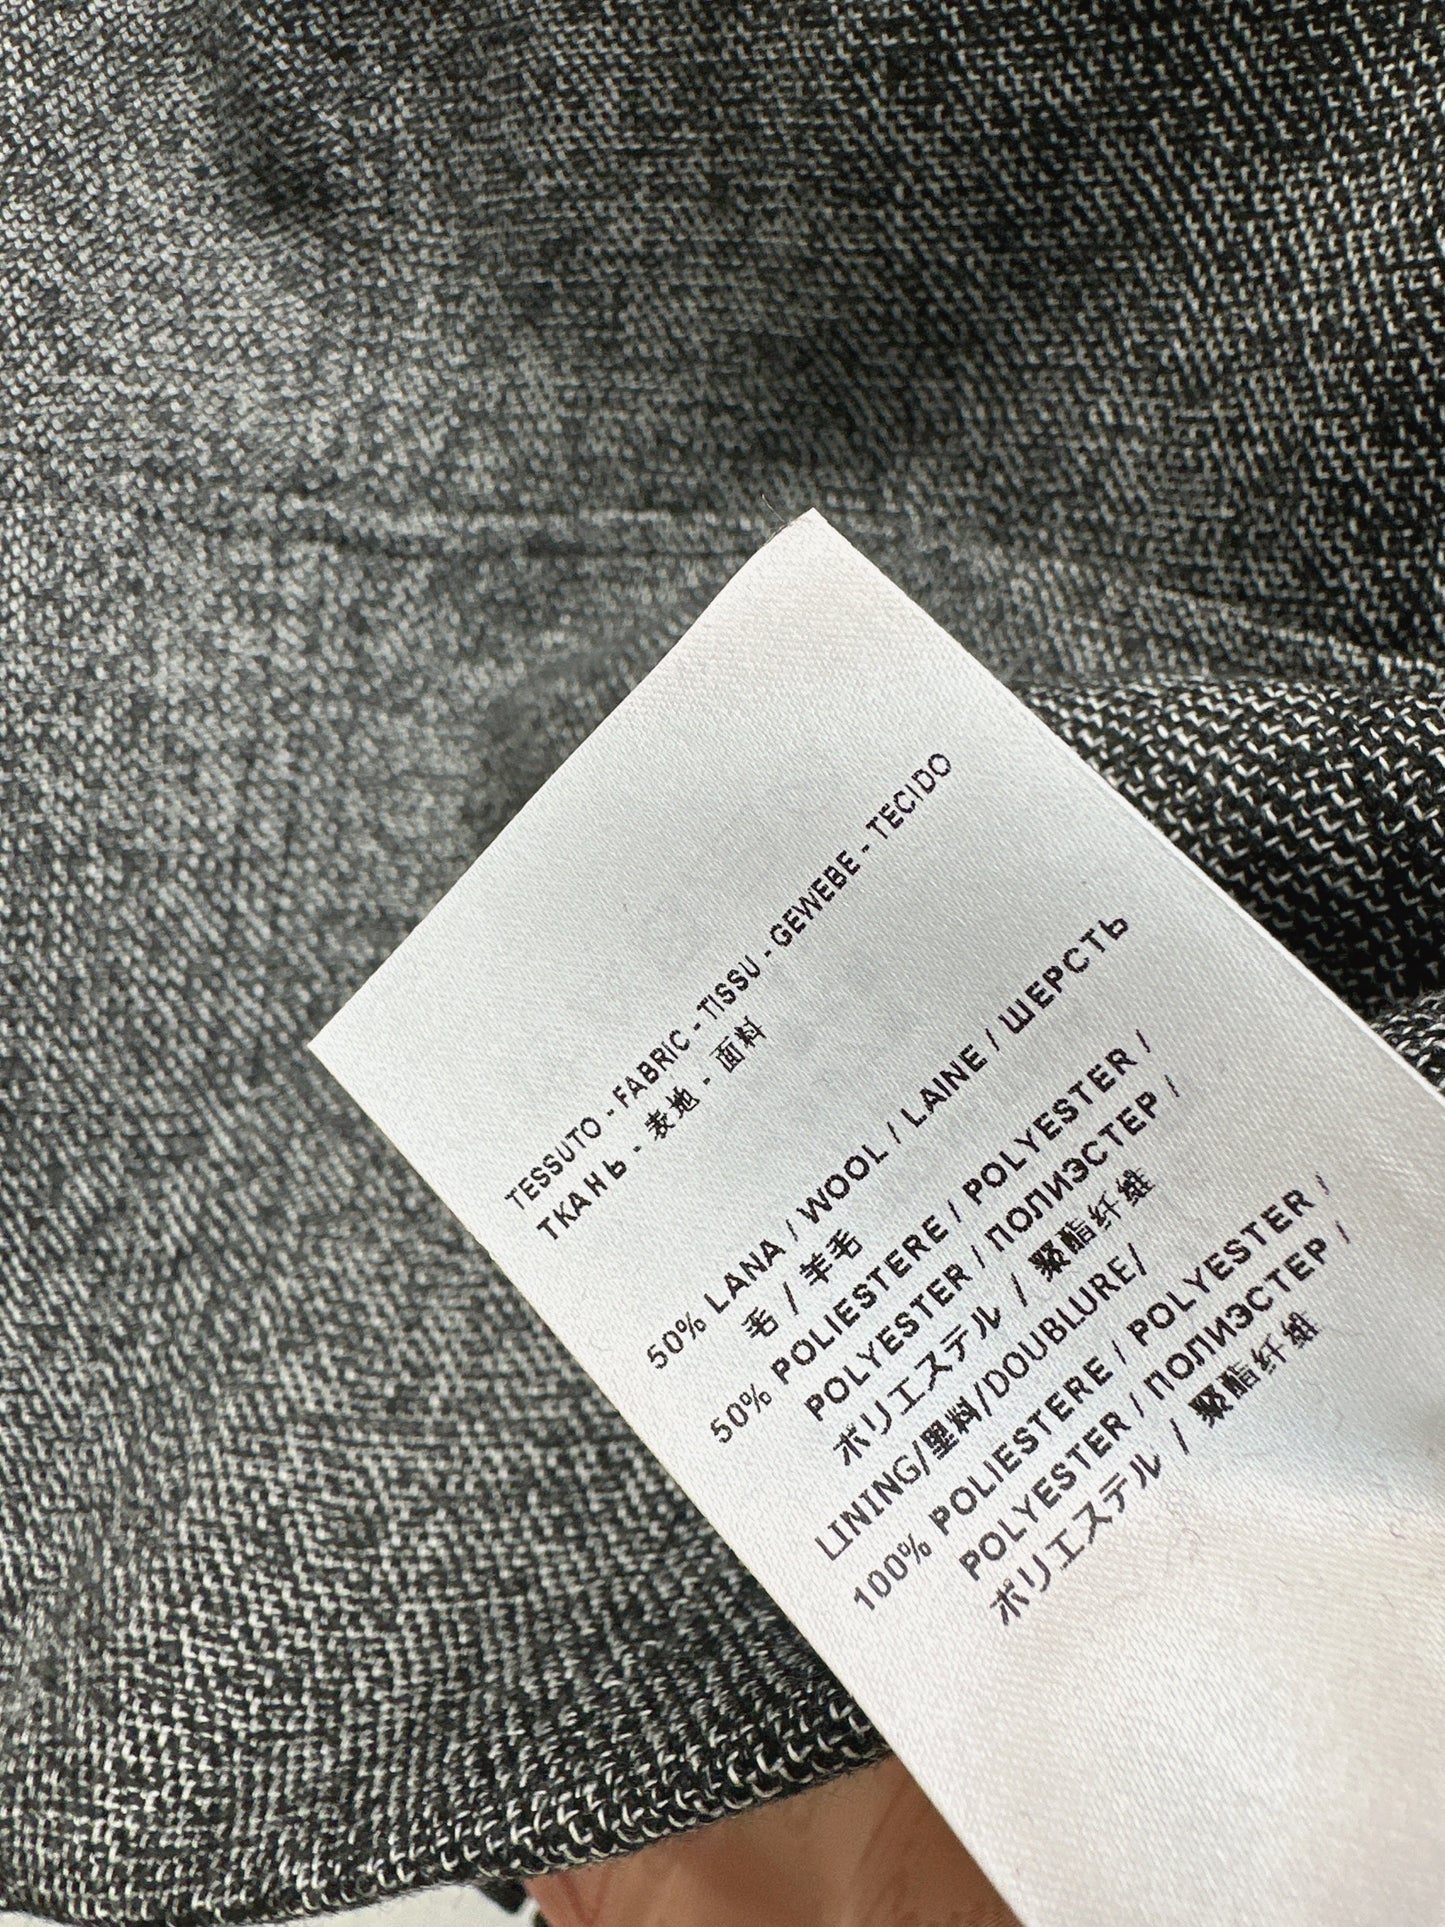 TESSUTO - FABRIC - TISSU - GEWEBE - TECIDO
ТКАНЬ - 表地 - 面料
50% LANA / WOOL / LAINE / ШЕРСТЬ
毛 / 羊毛
50% POLIESTERE / POLYESTER /
POLYESTER / ПОЛИЭСТЕР /
ポリエステル / 聚酯纤维
LINING/里料/DOUBLURE/
100% POLIESTERE / POLYESTER /
POLYESTER / ПОЛИЭСТЕР /
ポリエステル / 聚酯纤维